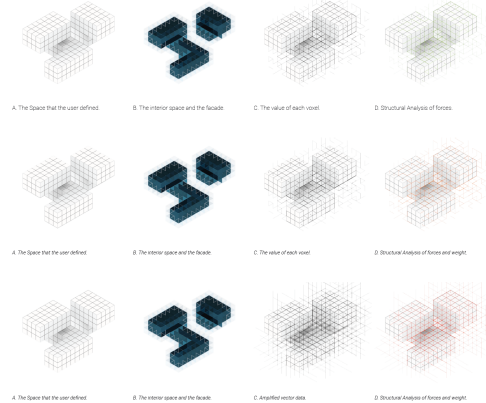 A. The Space that the user defined.
B. The interior space and the facade.
C. The value of each voxel.
D. Structural Analysis of forces.
A. The Space that the user defined.
B. The interior space and the facade.
C. The value of each voxel.
D. Structural Analysis of forces and weight.
A. The Space that the user defined.
B. The interior space and the facade.
C. Amplified vector data.
D. Structural Analysis of forces and weight.